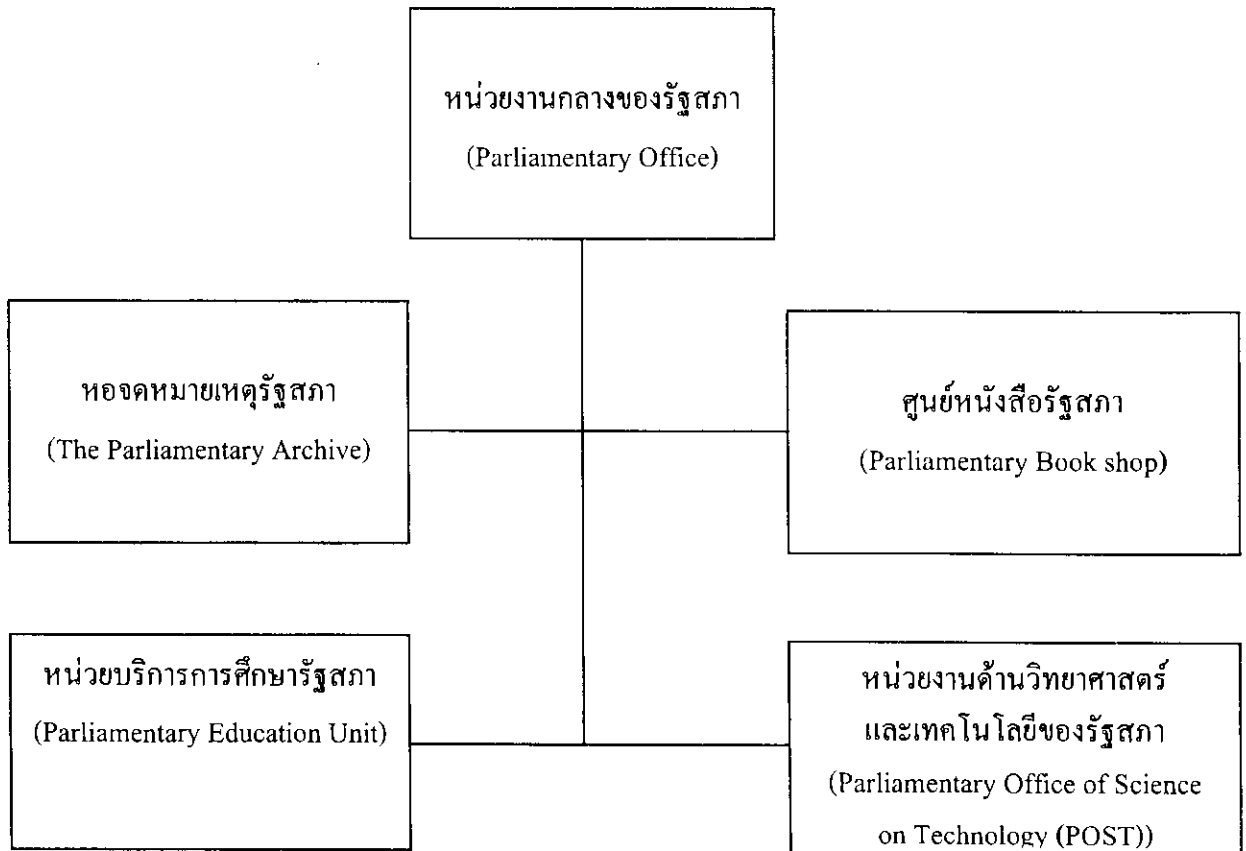 หน่วยงานกลางของรัฐสภา
(Parliamentary Office)
หอจดหมายเหตุรัฐสภา
(The Parliamentary Archive)
ศูนย์หนังสือรัฐสภา
(Parliamentary Book shop)
หน่วยบริการการศึกษารัฐสภา
(Parliamentary Education Unit)
หน่วยงานด้านวิทยาศาสตร์
และเทคโนโลยีของรัฐสภา
(Parliamentary Office of Science
on Technology (POST))